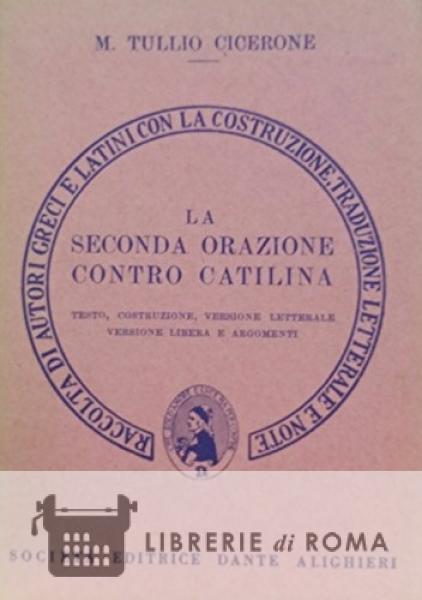 M. TULLIO CICERONE
RACCOLTA DI AUTORI GRECI E LATINI CON LA COSTRUZIONE, TRADUZIONE LETTERALE E NOTE
LA
SECONDA ORAZIONE
CONTRO CATILINA
TESTO, COSTRUZIONE, VERSIONE LETTERALE
VERSIONE LIBERA E ARGOMENTI
LIBRERIE di ROMA
SOCIETÀ EDITRICE DANTE ALIGHIERI